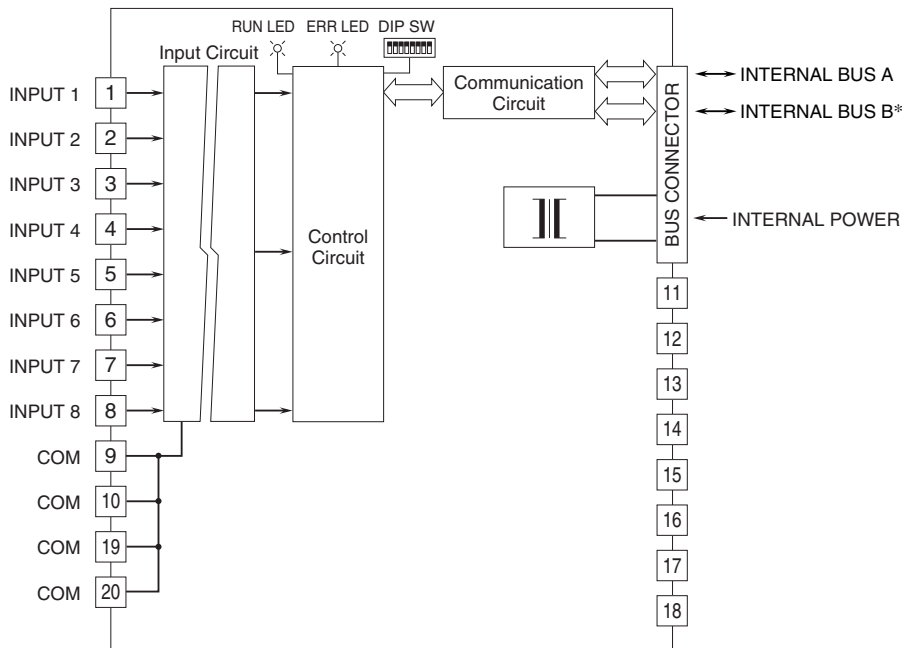 RUN LED ERR LED DIP SW
Input Circuit
Communication
Circuit
INTERNAL BUS A
INTERNAL BUS B*
BUS CONNECTOR
INTERNAL POWER
Control
Circuit
INPUT 1 1
INPUT 2 2
INPUT 3 3
INPUT 4 4
INPUT 5 5
INPUT 6 6
INPUT 7 7
INPUT 8 8
COM 9
COM 10
COM 19
COM 20
11
12
13
14
15
16
17
18